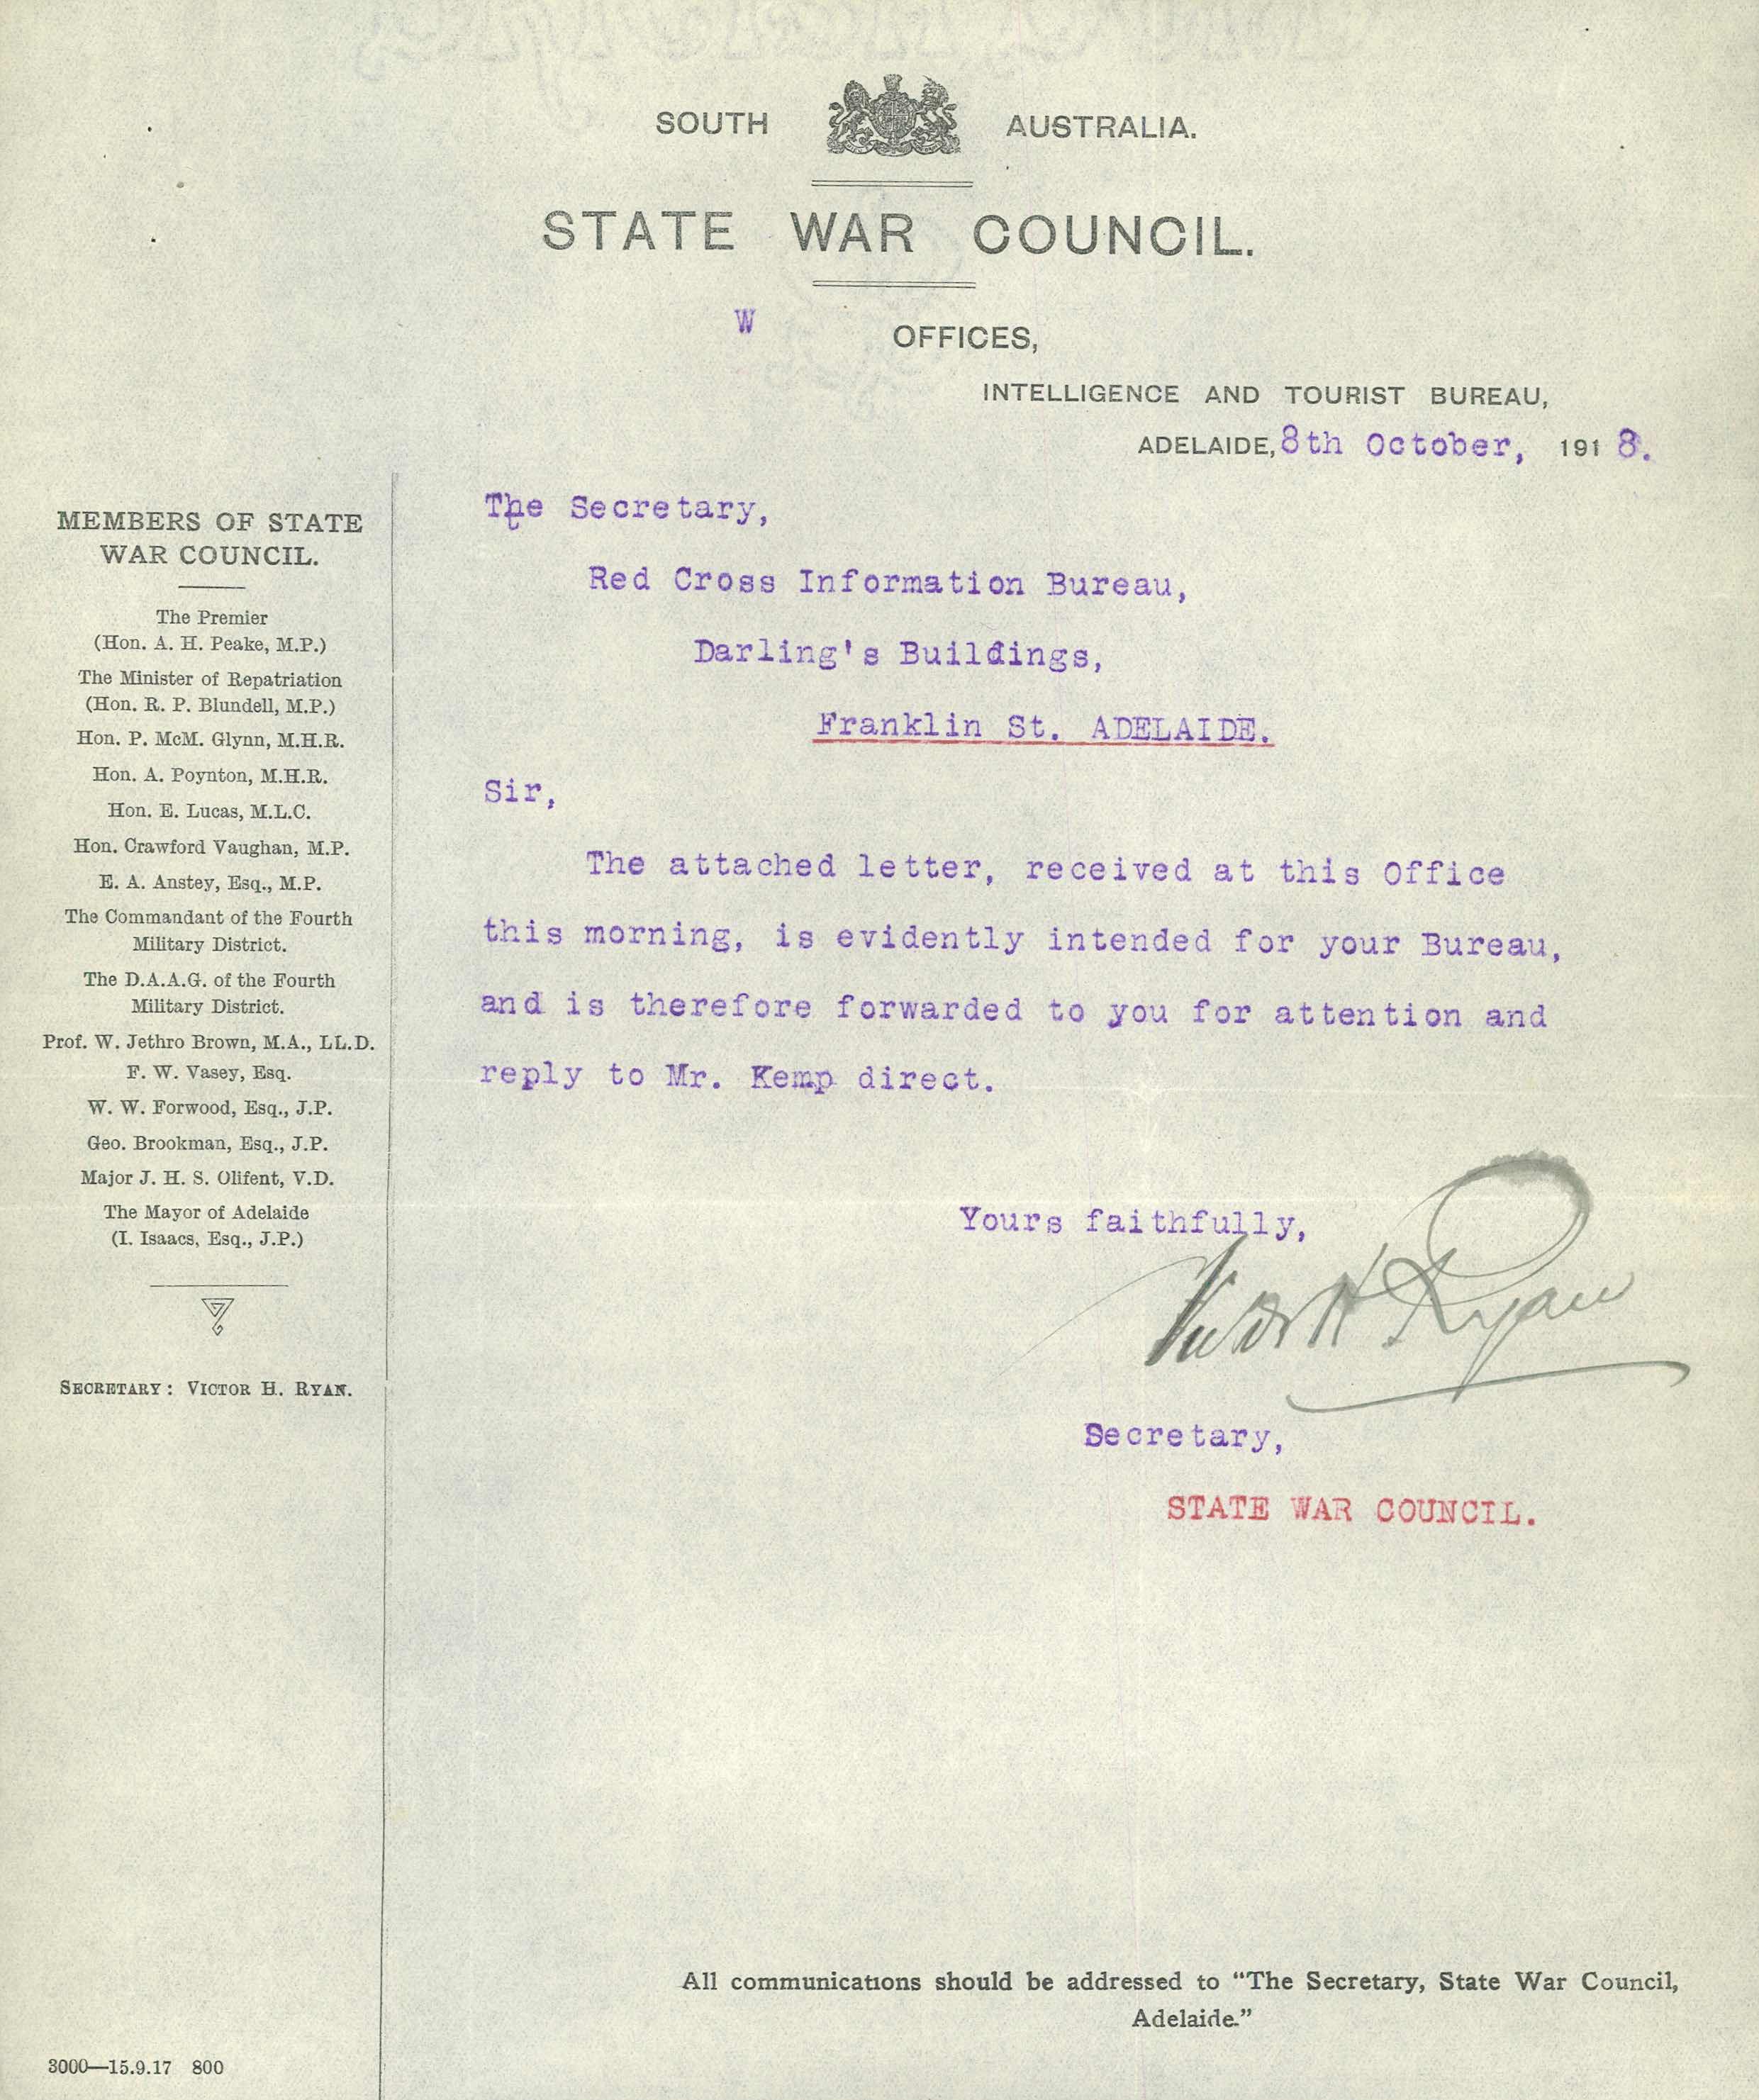 SOUTH AUSTRALIA.
STATE WAR COUNCIL.
W
OFFICES,
INTELLIGENCE AND TOURIST BUREAU,
ADELAIDE, 8th October, 1918.
MEMBERS OF STATE
WAR COUNCIL.
The Premier
(Hon. A. H. Peake, M.P.)
The Minister of Repatriation
(Hon. R. P. Blundell, M.P.)
Hon. P. McM. Glynn, M.H.R.
Hon. A. Poynton, M.H.R.
Hon. E. Lucas, M.L.C.
Hon. Crawford Vaughan, M.P.
E. A. Anstey, Esq., M.P.
The Commandant of the Fourth
Military District.
The D.A.A.G. of the Fourth
Military District.
Prof. W. Jethro Brown, M.A., LL.D.
F. W. Vasey, Esq.
W. W. Forwood, Esq., J.P.
Geo. Brookman, Esq., J.P.
Major J. H. S. Olifent, V.D.
The Mayor of Adelaide
(I. Isaacs, Esq., J.P.)
SECRETARY: VICTOR H. RYAN.
The Secretary,
Red Cross Information Bureau,
Darling's Buildings,
Franklin St. ADELAIDE.
Sir,
The attached letter, received at this Office
this morning, is evidently intended for your Bureau,
and is therefore forwarded to you for attention and
reply to Mr. Kemp direct.
Yours faithfully,
Victor H Ryan
Secretary,
STATE WAR COUNCIL.
All communications should be addressed to “The Secretary, State War Council,
Adelaide.”
3000—15.9.17 800